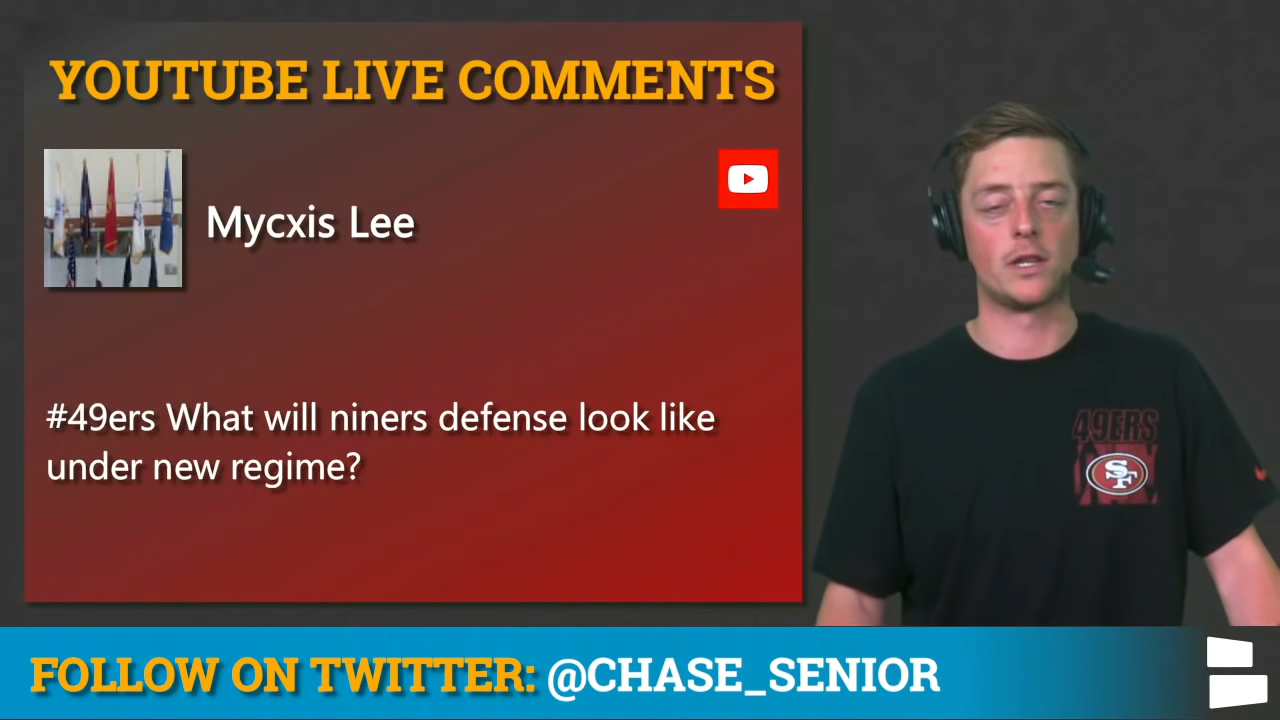 YOUTUBE LIVE COMMENTS
Mycxis Lee
#49ers What will niners defense look like
under new regime?
49ERS
SF
FOLLOW ON TWITTER: @CHASE_SENIOR